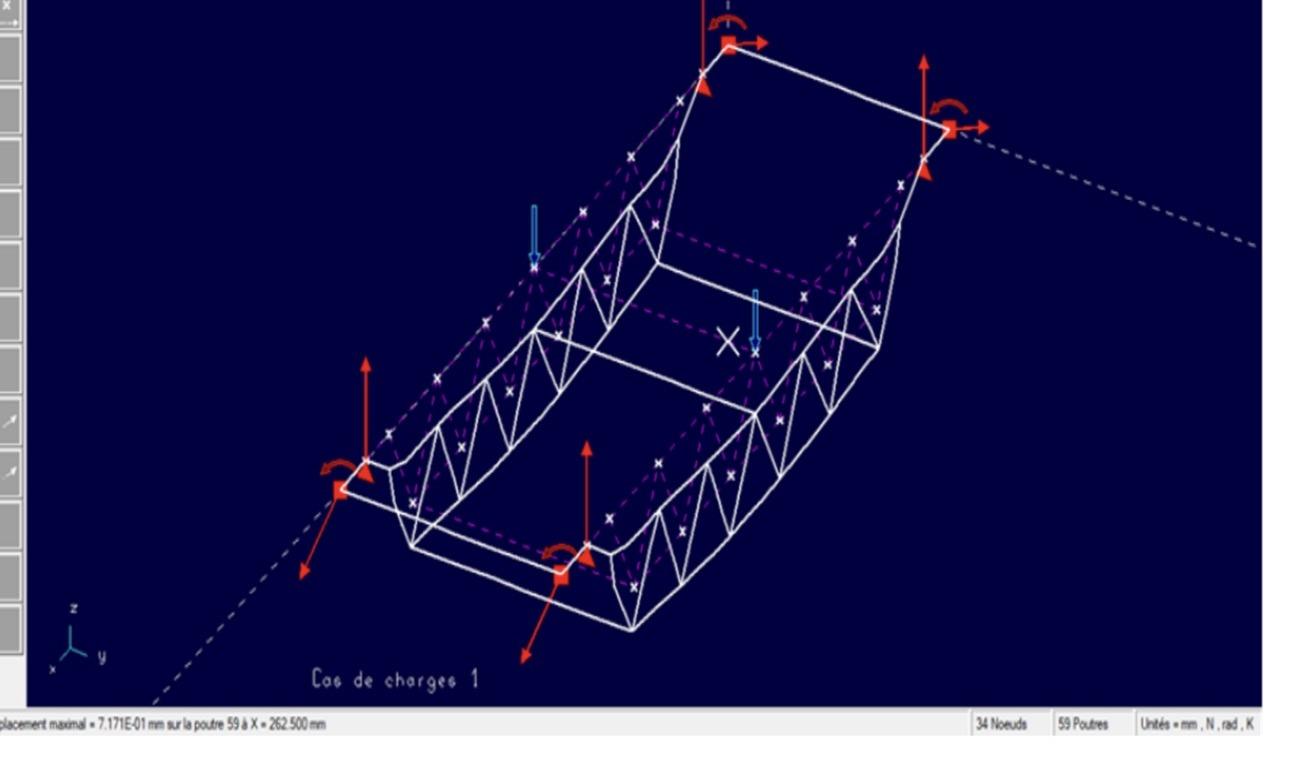 x
z
x y
Cas de charges 1
placement maximal = 7.171E-01 mm sur la poutre 59 à X = 262.500 mm
34 Noeuds
59 Poutres
Unités = mm , N , rad , K